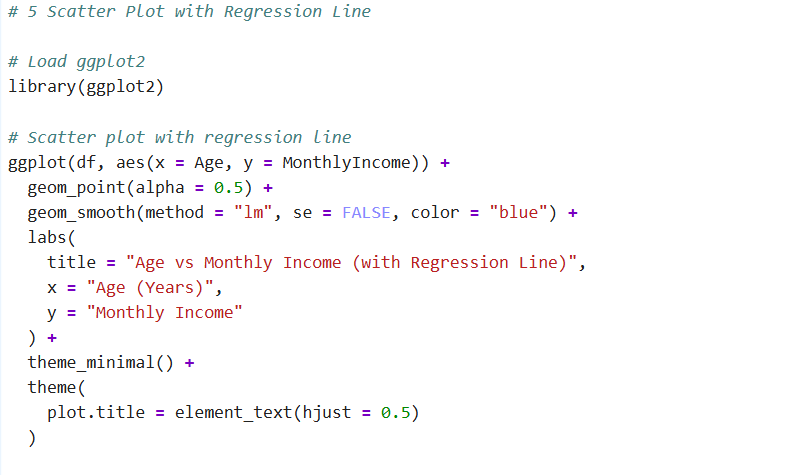 # 5 Scatter Plot with Regression Line

# Load ggplot2
library(ggplot2)

# Scatter plot with regression line
ggplot(df, aes(x = Age, y = MonthlyIncome)) +
  geom_point(alpha = 0.5) +
  geom_smooth(method = "lm", se = FALSE, color = "blue") +
  labs(
    title = "Age vs Monthly Income (with Regression Line)",
    x = "Age (Years)",
    y = "Monthly Income"
  ) +
  theme_minimal() +
  theme(
    plot.title = element_text(hjust = 0.5)
  )